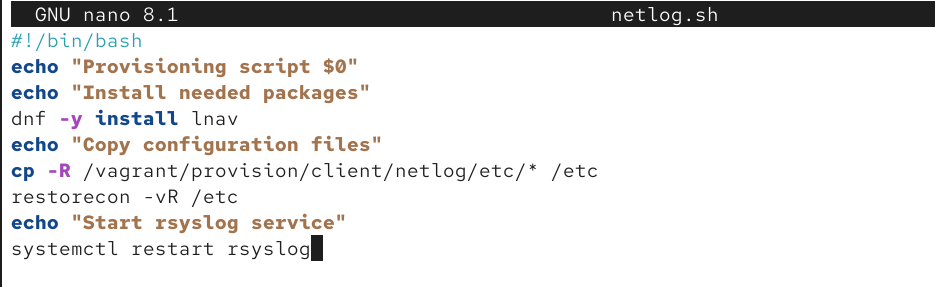 GNU nano 8.1 netlog.sh
#!/bin/bash
echo "Provisioning script $0"
echo "Install needed packages"
dnf -y install lnav
echo "Copy configuration files"
cp -R /vagrant/provision/client/netlog/etc/* /etc
restorecon -vR /etc
echo "Start rsyslog service"
systemctl restart rsyslog